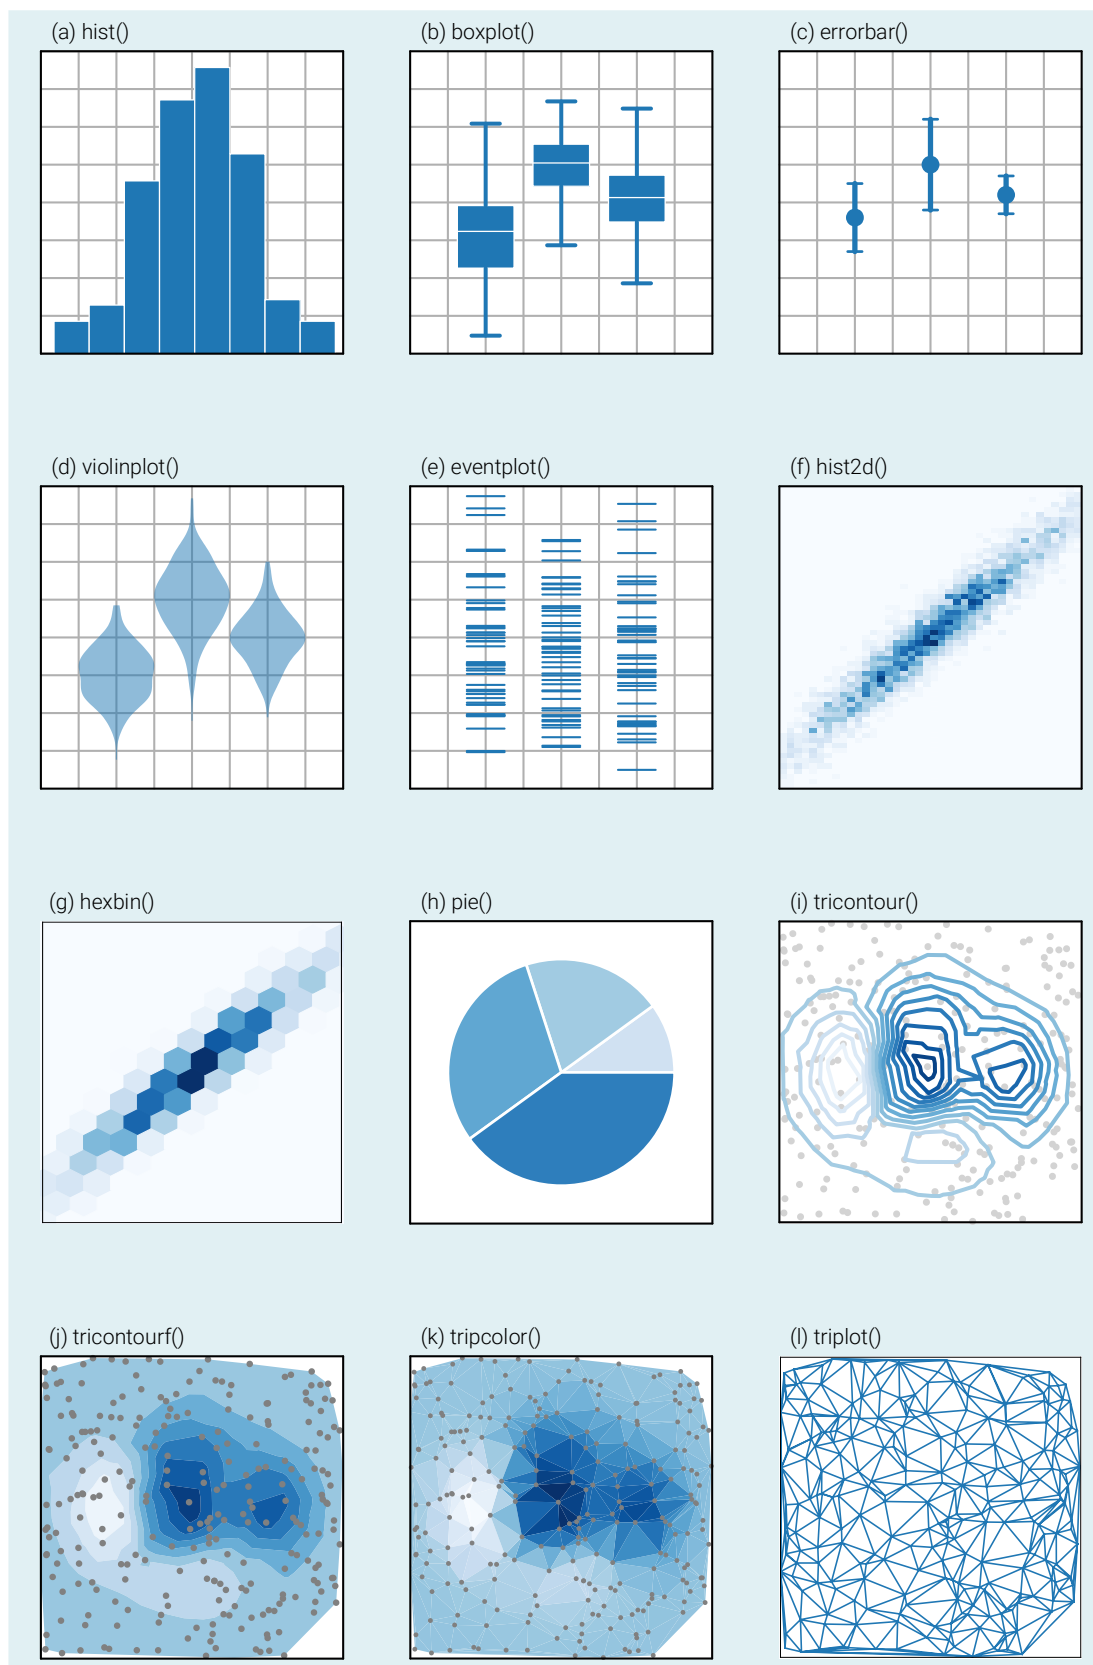 (a) hist()
(b) boxplot()
(c) errorbar()
(d) violinplot()
(e) eventplot()
(f) hist2d()
(g) hexbin()
(h) pie()
(i) tricontour()
(j) tricontourf()
(k) tripcolor()
(l) triplot()